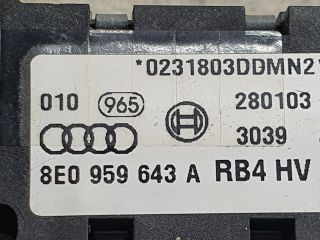 *0231803DDMN2
010 965 280103
3039
8E0 959 643 A RB4 HV